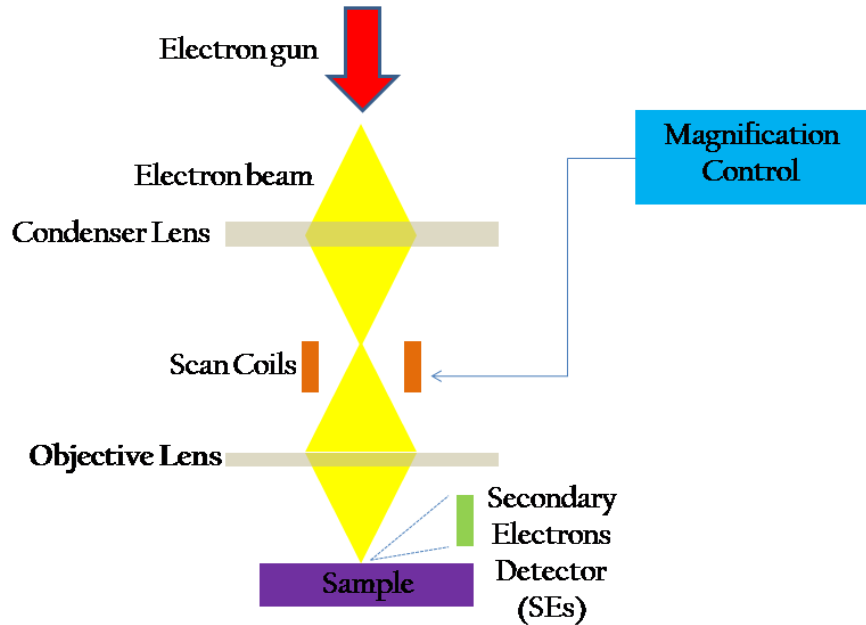 Electron gun
Electron beam
Condenser Lens
Magnification
Control
Scan Coils
Objective Lens
Secondary
Electrons
Detector
(SEs)
Sample